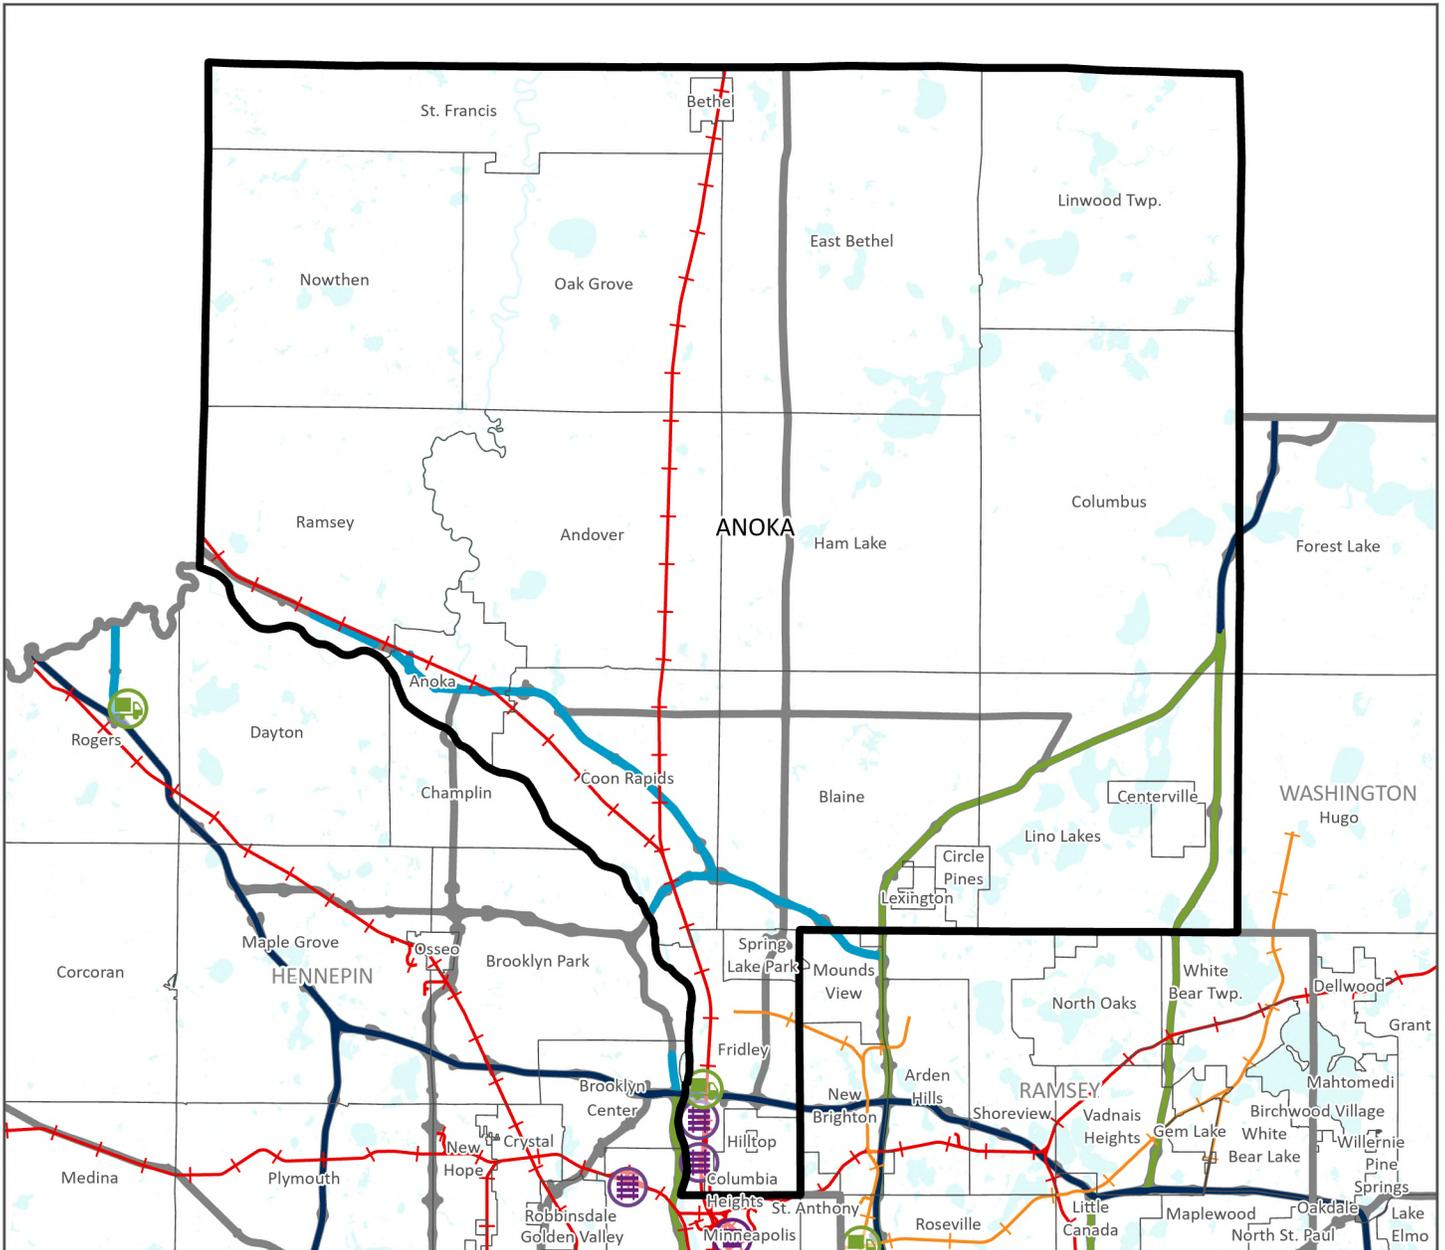 St. Francis
Bethel
Linwood Twp.
East Bethel
Nowthen
Oak Grove
Columbus
Ramsey
Andover
ANOKA
Ham Lake
Forest Lake
Anoka
Rogers
Dayton
Coon Rapids
Champlin
Blaine
Centerville
WASHINGTON
Hugo
Lino Lakes
Circle
Pines
Lexington
Maple Grove
Osseo
Corcoran
HENNEPIN
Brooklyn Park
Spring
Lake Park
Mounds
View
White
Bear Twp.
North Oaks
Dellwood
Grant
Fridley
Brooklyn
Center
New
Brighton
Arden
Hills
Shoreview
RAMSEY
Vadnais
Heights
Mahtomedi
Birchwood Village
Gem Lake
White
Bear Lake
Willernie
Pine
Springs
Hilltop
New
Hope
Crystal
Medina
Plymouth
Columbia
Heights
St. Anthony
Robbinsdale
Golden Valley
Minneapolis
Roseville
Little
Canada
Maplewood
Oakdale
North St. Paul
Lake
Elmo